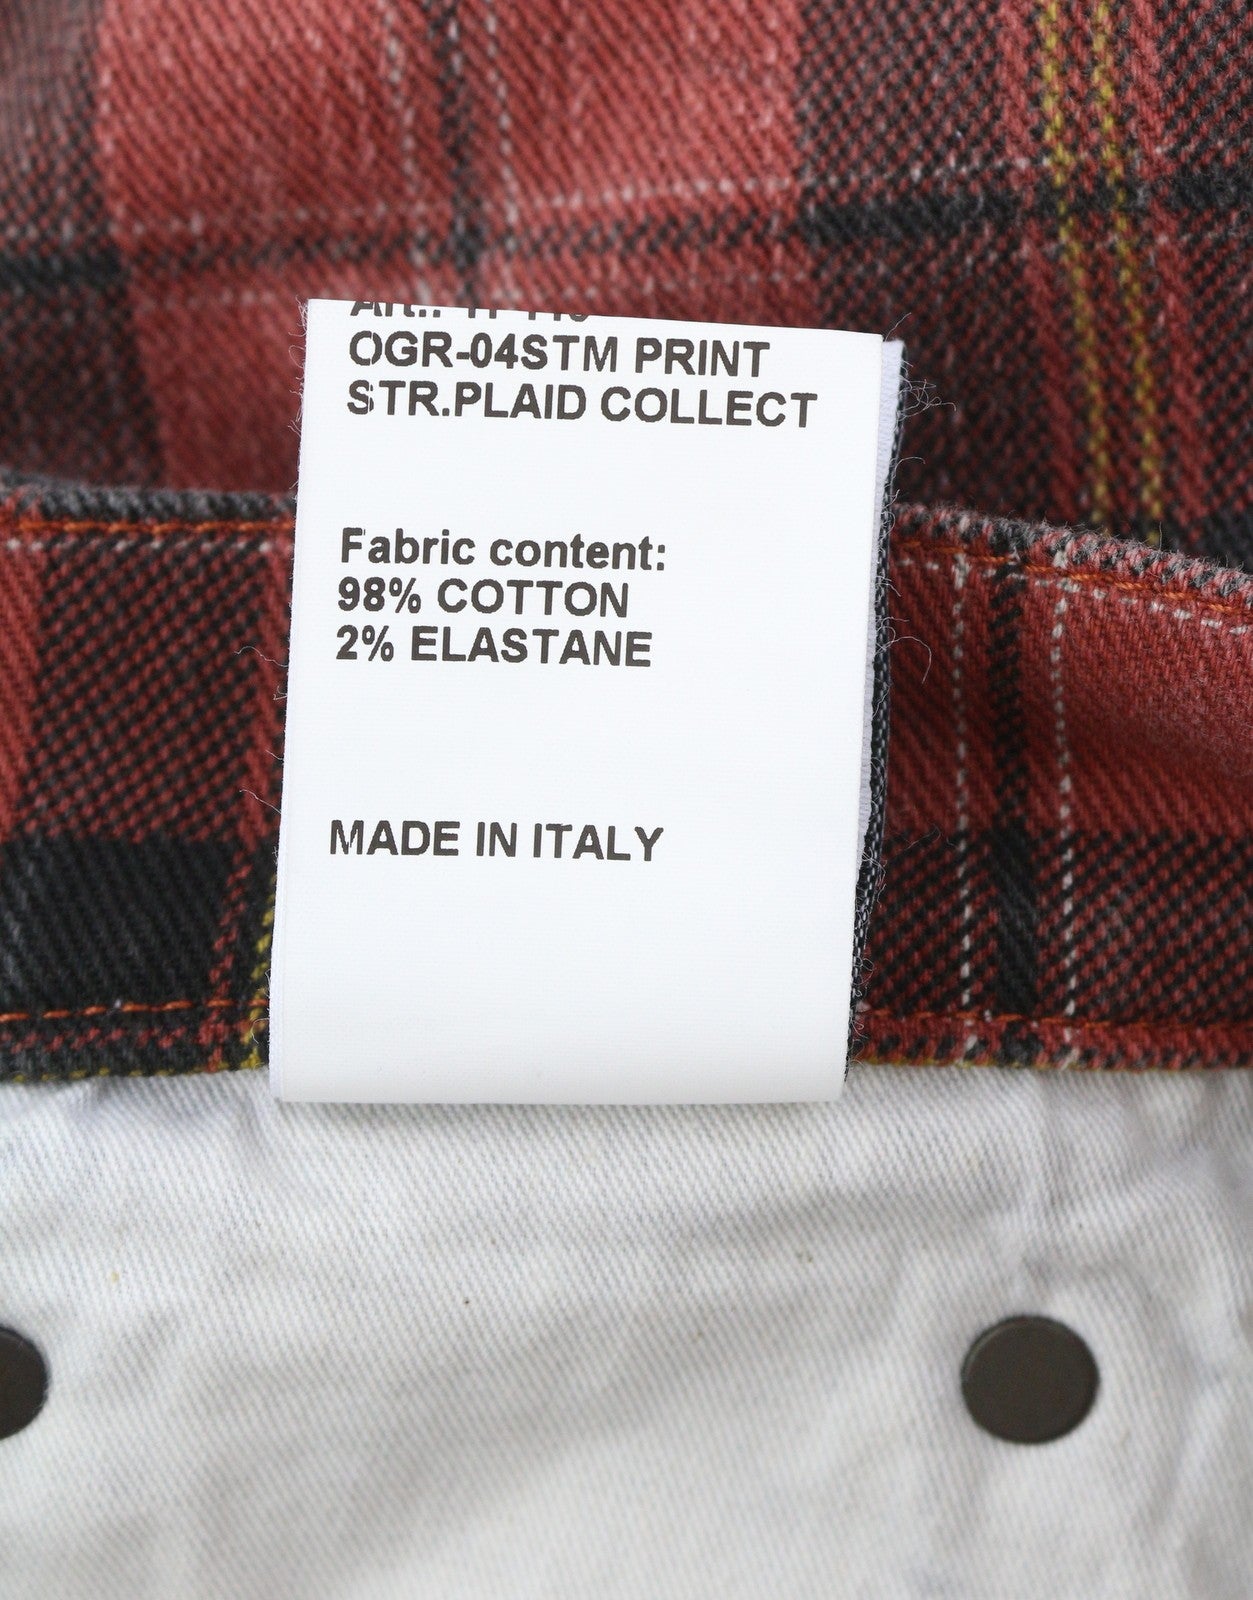 OGR-04STM PRINT
STR.PLAID COLLECT
Fabric content:
98% COTTON
2% ELASTANE
MADE IN ITALY